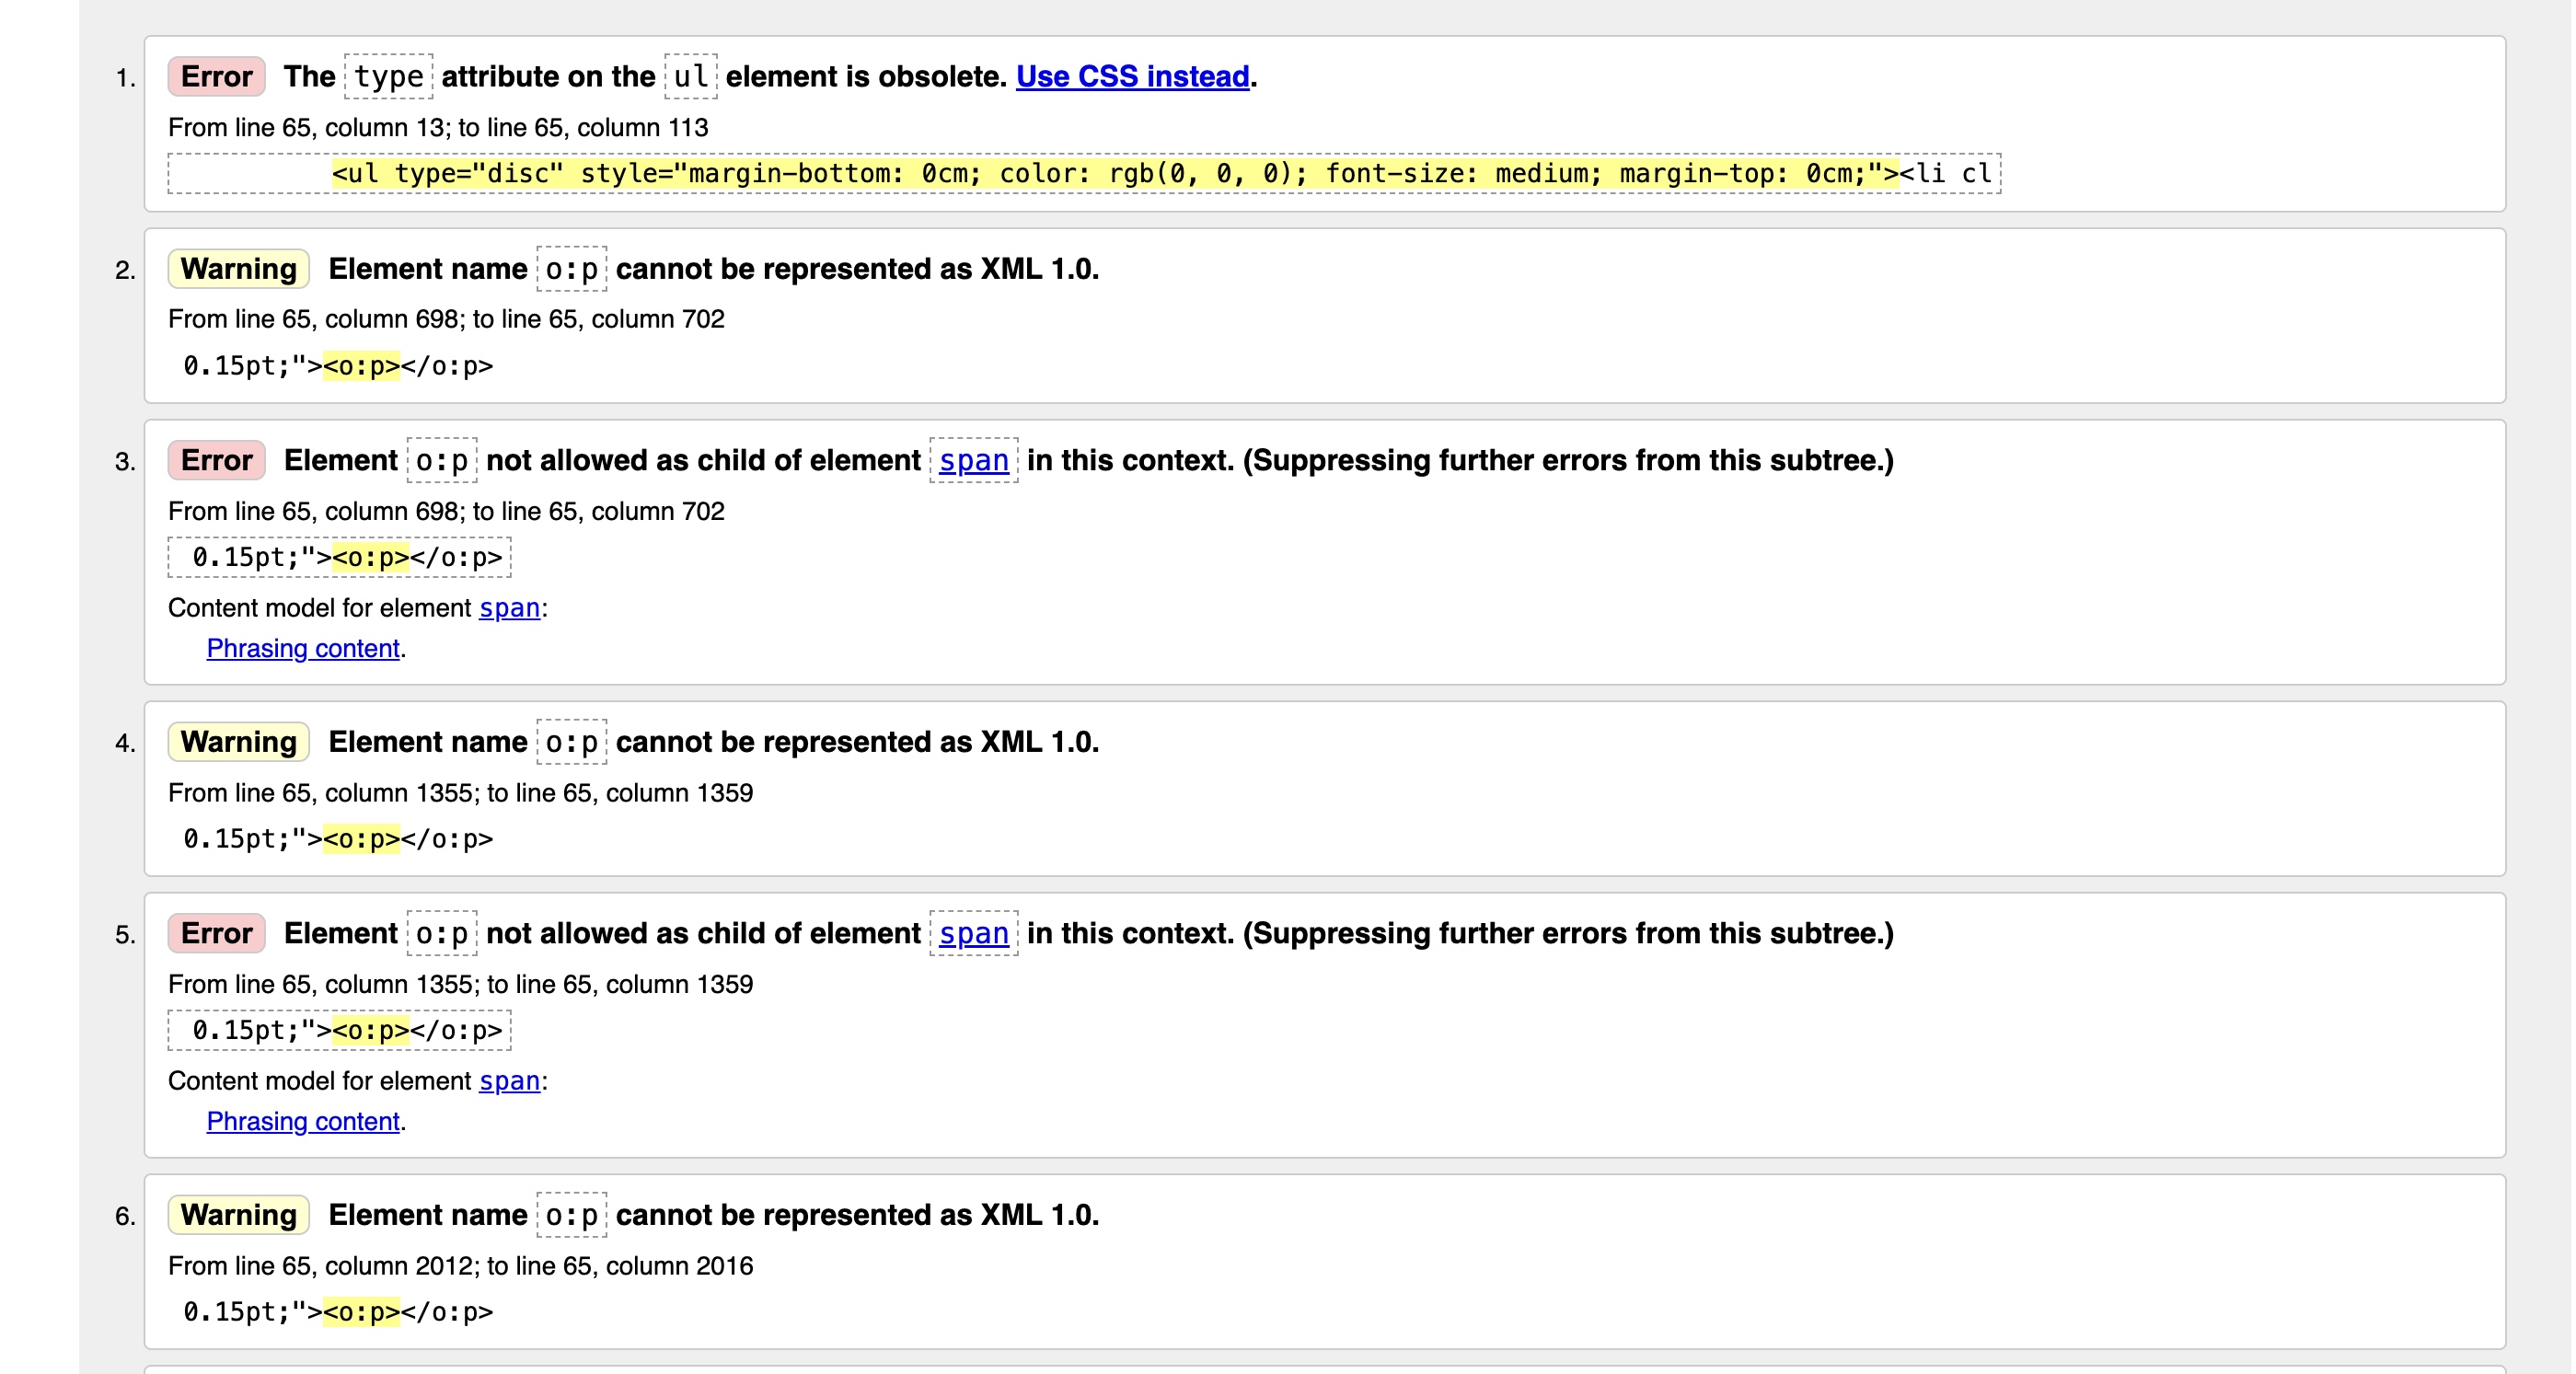 1. Error The type attribute on the ul element is obsolete. Use CSS instead.
From line 65, column 13; to line 65, column 113
<ul type="disc" style="margin-bottom: 0cm; color: rgb(0, 0, 0); font-size: medium; margin-top: 0cm;"><li cl
2. Warning Element name o:p cannot be represented as XML 1.0.
From line 65, column 698; to line 65, column 702
0.15pt;"><o:p></o:p>
3. Error Element o:p not allowed as child of element span in this context. (Suppressing further errors from this subtree.)
From line 65, column 698; to line 65, column 702
0.15pt;"><o:p></o:p>
Content model for element span:
Phrasing content.
4. Warning Element name o:p cannot be represented as XML 1.0.
From line 65, column 1355; to line 65, column 1359
0.15pt;"><o:p></o:p>
5. Error Element o:p not allowed as child of element span in this context. (Suppressing further errors from this subtree.)
From line 65, column 1355; to line 65, column 1359
0.15pt;"><o:p></o:p>
Content model for element span:
Phrasing content.
6. Warning Element name o:p cannot be represented as XML 1.0.
From line 65, column 2012; to line 65, column 2016
0.15pt;"><o:p></o:p>